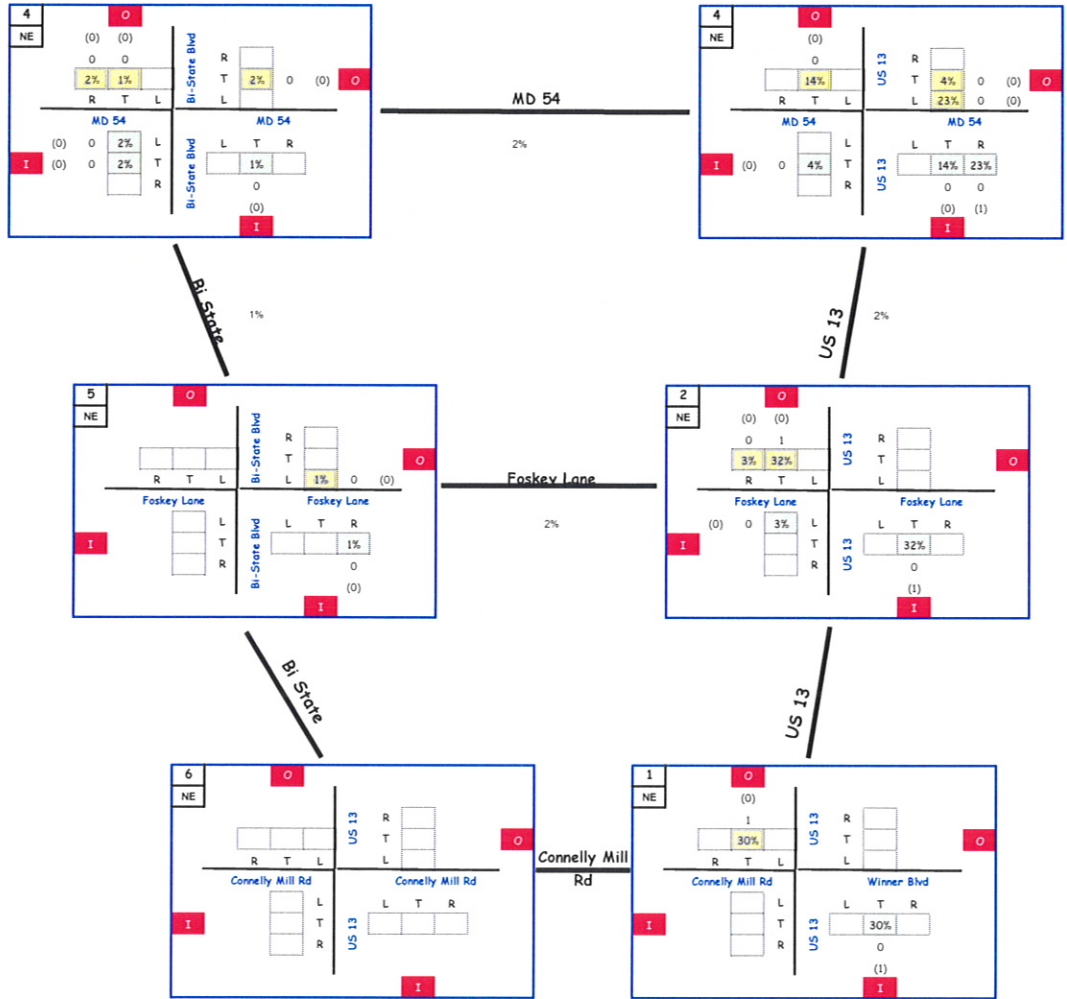 4
NE
O
(0) (0)
0 0
2% 1%
R T L
Bi-State Blvd
R
T 2% 0 (0) O
L
MD 54
MD 54
(0) 0 2% L
I (0) 0 2% T
R
Bi-State Blvd
L T R
1%
0
(0)
I
MD 54
2%
4
NE
O
(0)
0
14%
R T L
US 13
R
T 4% 0 (0) O
L 23% 0 (0)
MD 54
MD 54
L
I (0) 0 4% T
R
US 13
L T R
14% 23%
0 0
(0) (1)
I
Bi State
1%
US 13
2%
5
NE
O
R T L
Bi-State Blvd
R
T O
L 1% 0 (0)
Foskey Lane
Foskey Lane
L
I T
R
Bi-State Blvd
L T R
1%
0
(0)
I
Foskey Lane
2%
2
NE
O
(0) (0)
0 1
3% 32%
R T L
US 13
R
T O
L
Foskey Lane
Foskey Lane
(0) 0 3% L
I T
R
US 13
L T R
32%
0
(1)
I
Bi State
US 13
6
NE
O
R T L
US 13
R
T O
L
Connelly Mill Rd
Connelly Mill Rd
L
I T
R
US 13
L T R
I
Connelly Mill
Rd
1
NE
O
(0)
1
30%
R T L
US 13
R
T O
L
Connelly Mill Rd
Winner Blvd
L
I T
R
US 13
L T R
30%
0
(1)
I